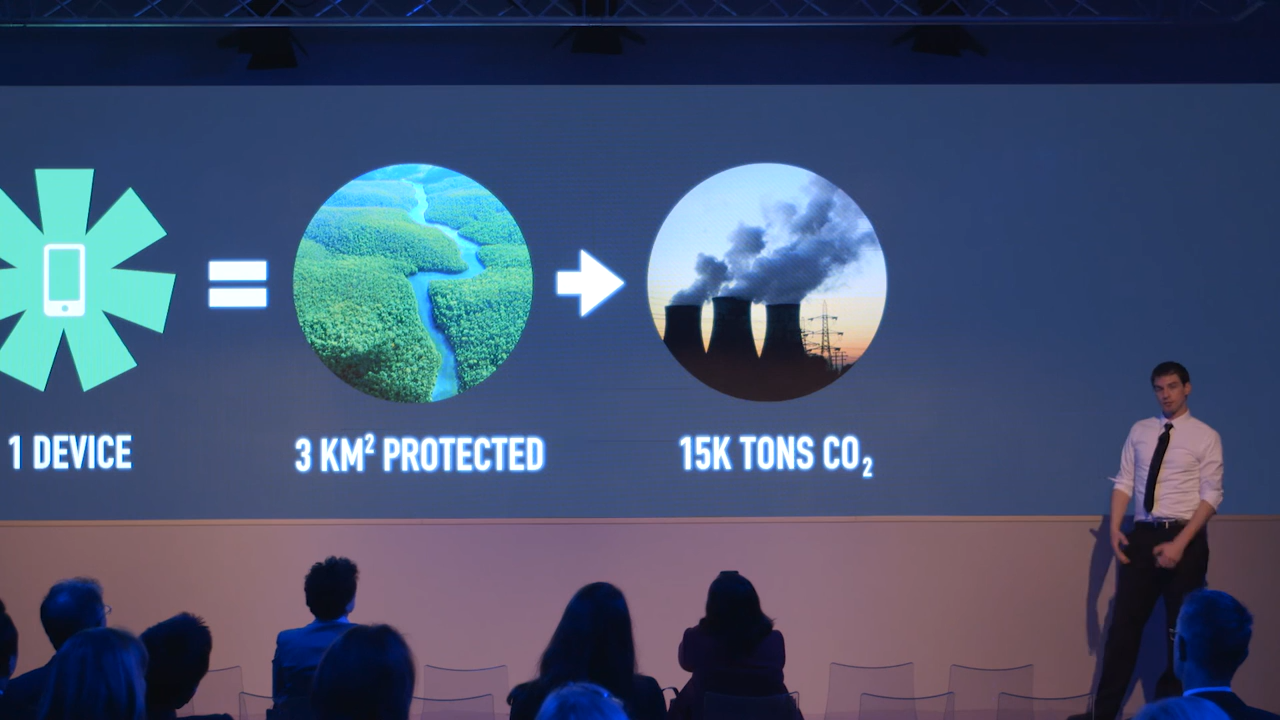 1 DEVICE
3 KM² PROTECTED
15K TONS CO₂